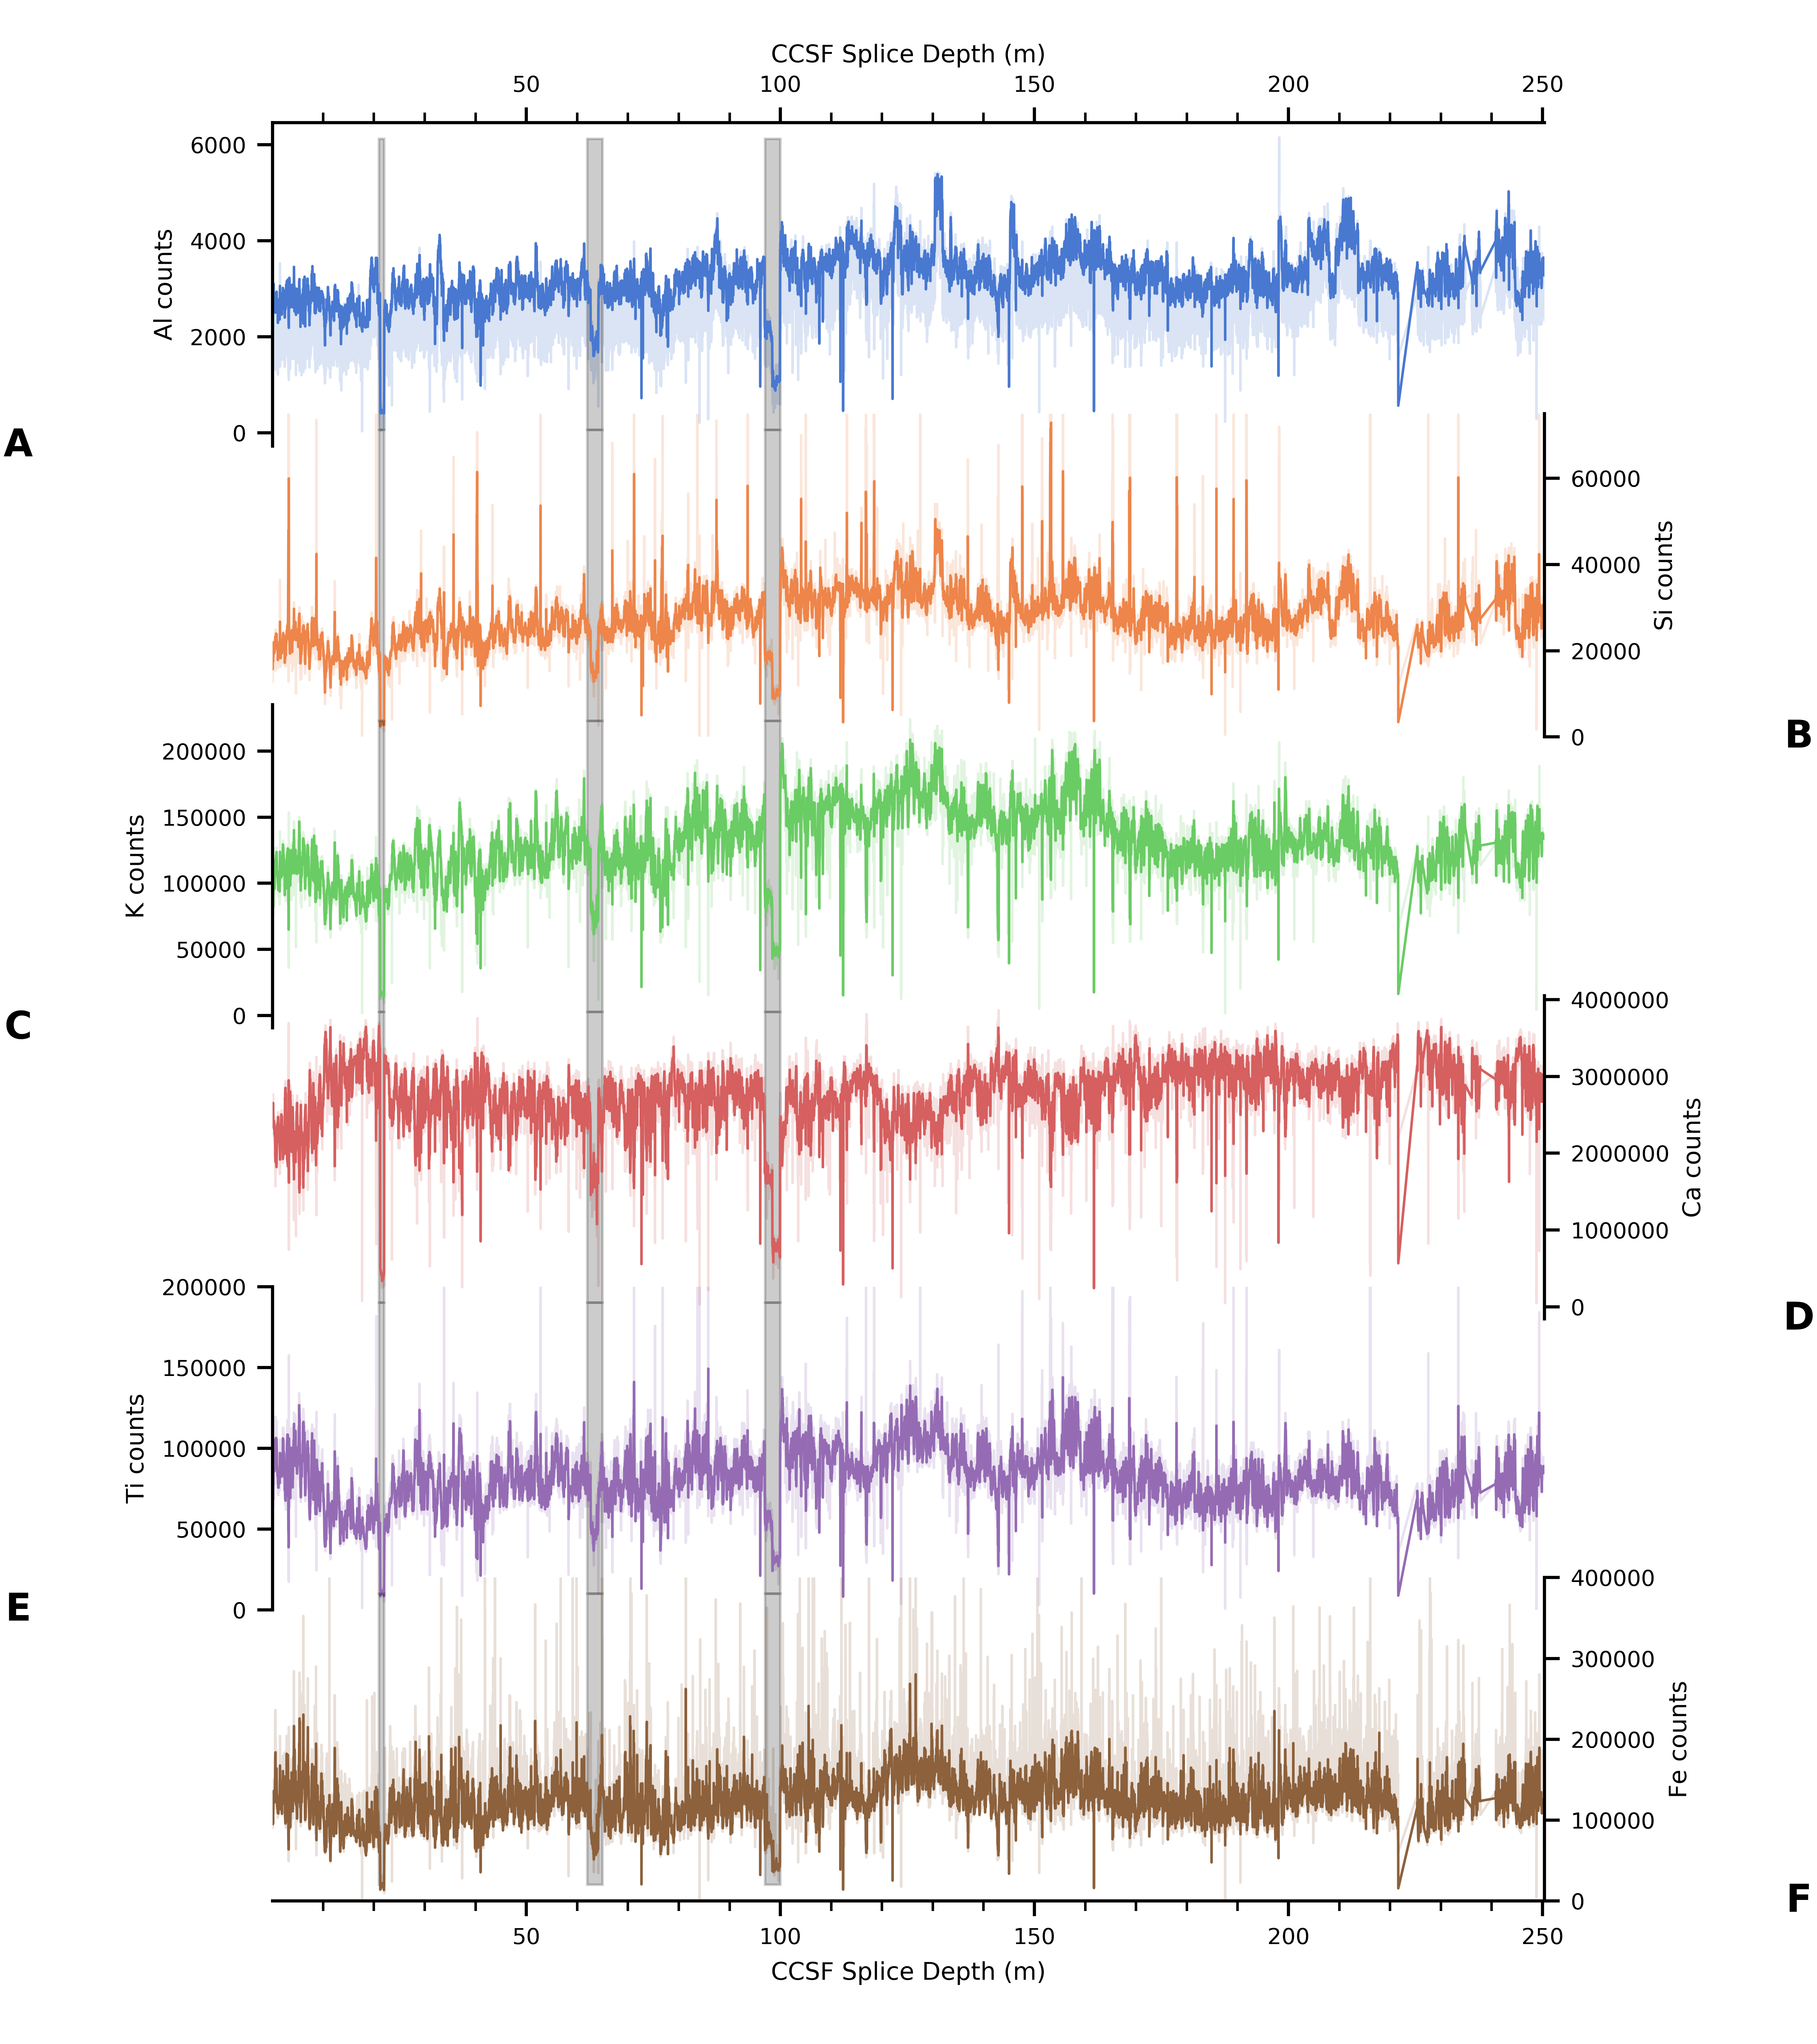 CCSF Splice Depth (m)
50 100 150 200 250
6000
4000
2000
0
Al counts
A
60000
40000
20000
0
Si counts
B
200000
150000
100000
50000
0
K counts
C
4000000
3000000
2000000
1000000
0
Ca counts
D
200000
150000
100000
50000
0
Ti counts
E
400000
300000
200000
100000
0
Fe counts
F
50 100 150 200 250
CCSF Splice Depth (m)